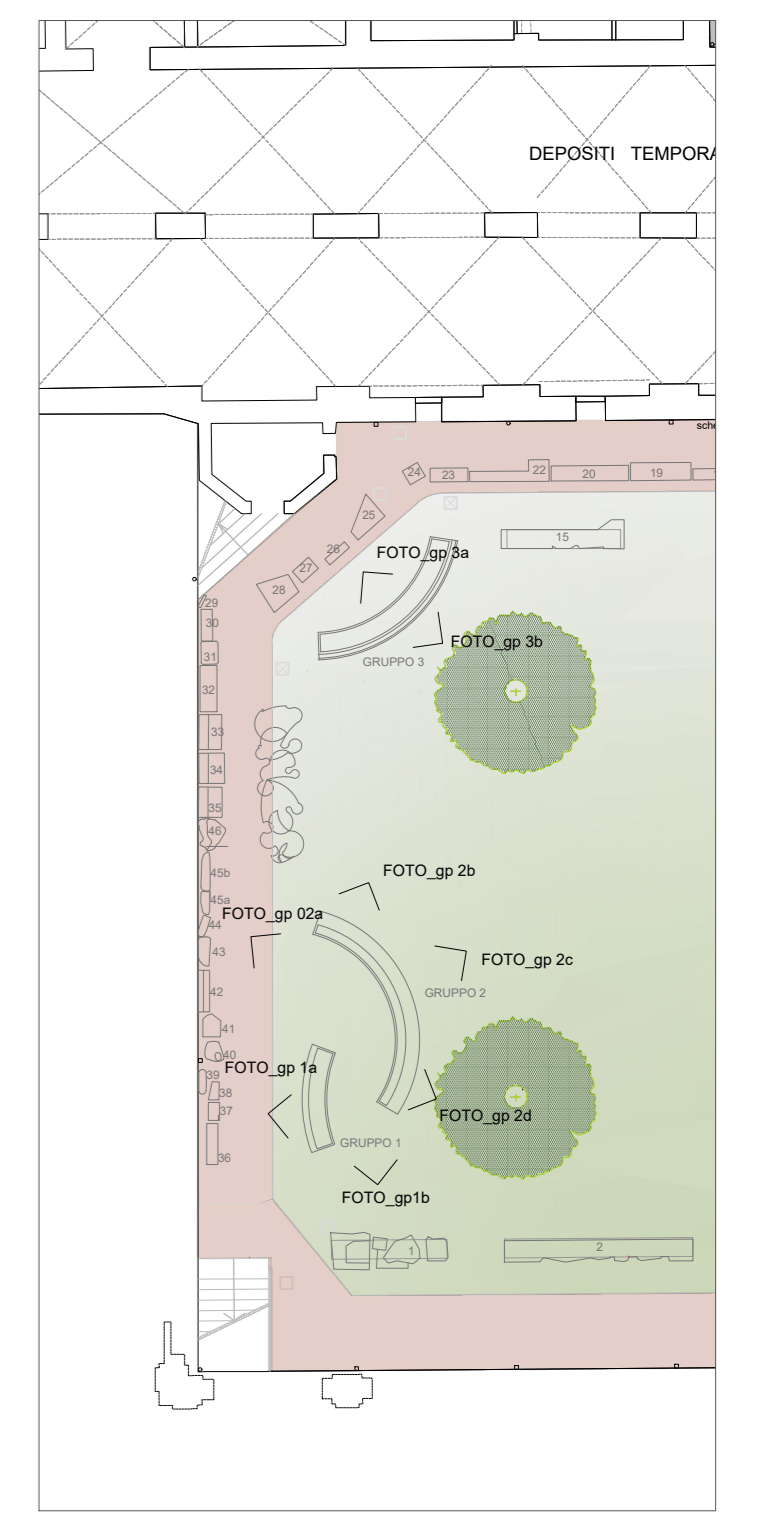 DEPOSITI TEMPORA
sche
24
23
22
20
19
25
26
27
28
15
FOTO_gp 3a
29
30
31
FOTO_gp 3b
GRUPPO 3
32
33
34
35
46
45b
FOTO_gp 2b
45a
FOTO_gp 02a
44
43
FOTO_gp 2c
42
GRUPPO 2
41
40
FOTO_gp 1a
39
38
37
FOTO_gp 2d
GRUPPO 1
36
FOTO_gp1b
1
2